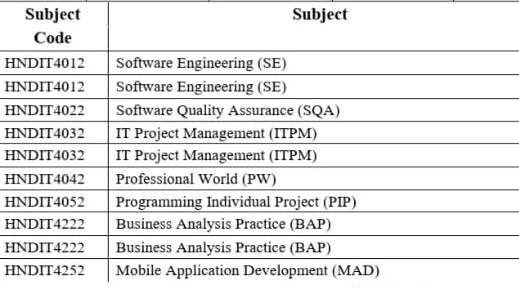 Subject Code Subject
HNDIT4012 Software Engineering (SE)
HNDIT4012 Software Engineering (SE)
HNDIT4022 Software Quality Assurance (SQA)
HNDIT4032 IT Project Management (ITPM)
HNDIT4032 IT Project Management (ITPM)
HNDIT4042 Professional World (PW)
HNDIT4052 Programming Individual Project (PIP)
HNDIT4222 Business Analysis Practice (BAP)
HNDIT4222 Business Analysis Practice (BAP)
HNDIT4252 Mobile Application Development (MAD)